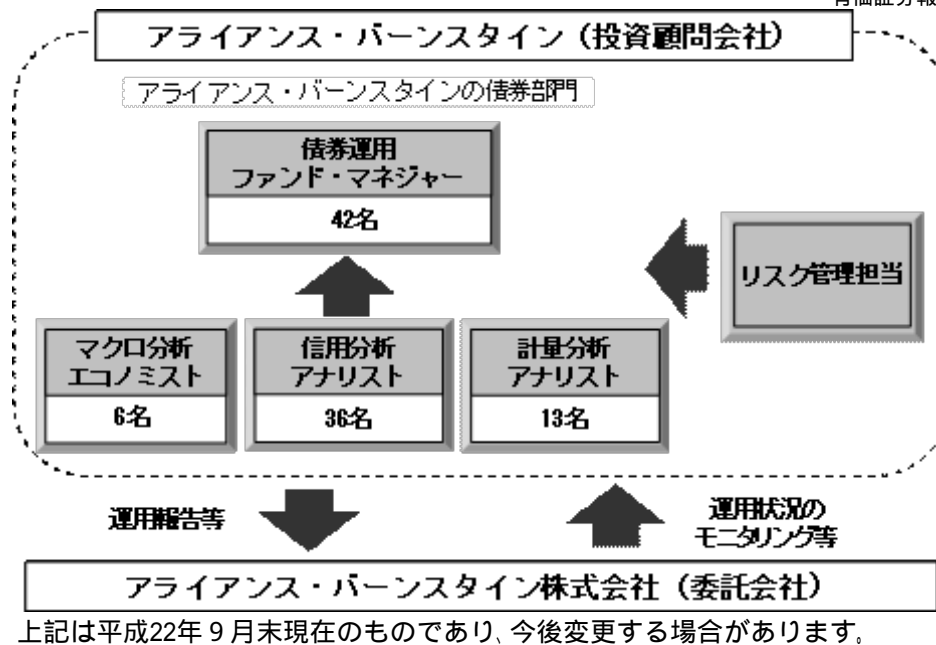 アライアンス・バーンスタイン（投資顧問会社）
アライアンス・バーンスタインの債券部門
債券運用
ファンド・マネジャー
42名
リスク管理担当
マクロ分析
エコノミスト
6名
信用分析
アナリスト
36名
計量分析
アナリスト
13名
運用報告等
運用状況の
モニタリング等
アライアンス・バーンスタイン株式会社（委託会社）
上記は平成22年９月末現在のものであり、今後変更する場合があります。